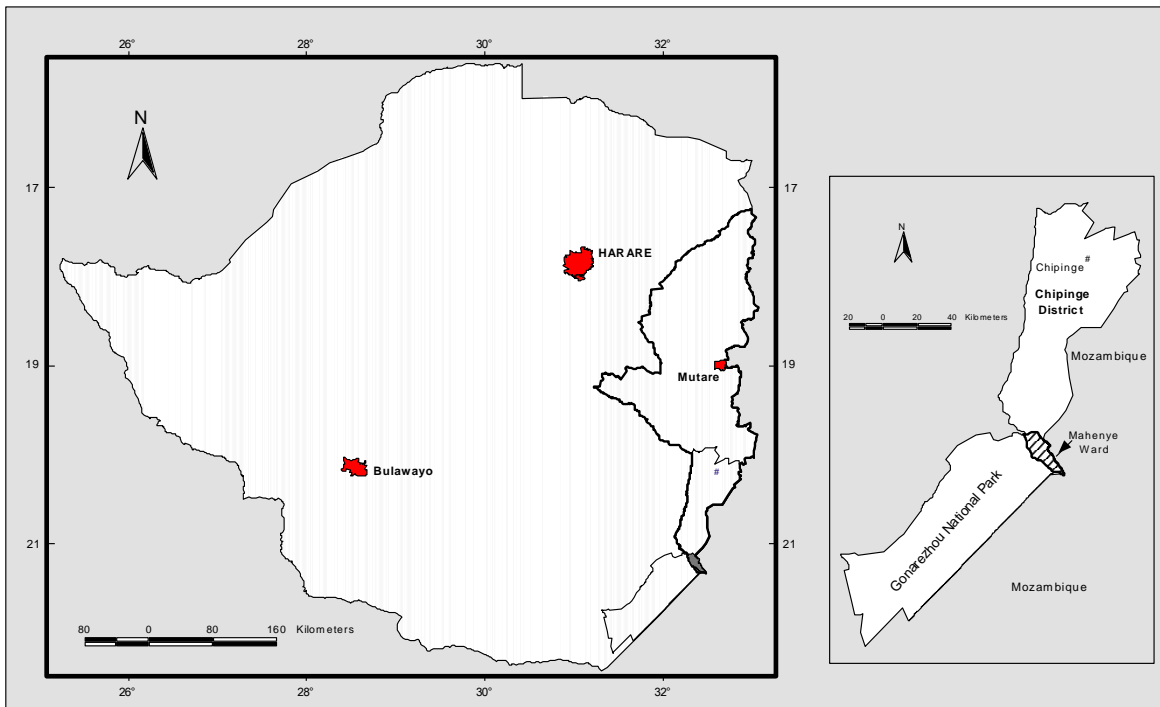 26° 28° 30° 32°
N
17 17
HARARE
19 19
Mutare
Bulawayo
#
21 21
80 0 80 160 Kilometers
26° 28° 30° 32°
N
Chipinge #
Chipinge
District
20 0 20 40 Kilometers
Mozambique
Mahenye
Ward
Gonarezhou National Park
Mozambique